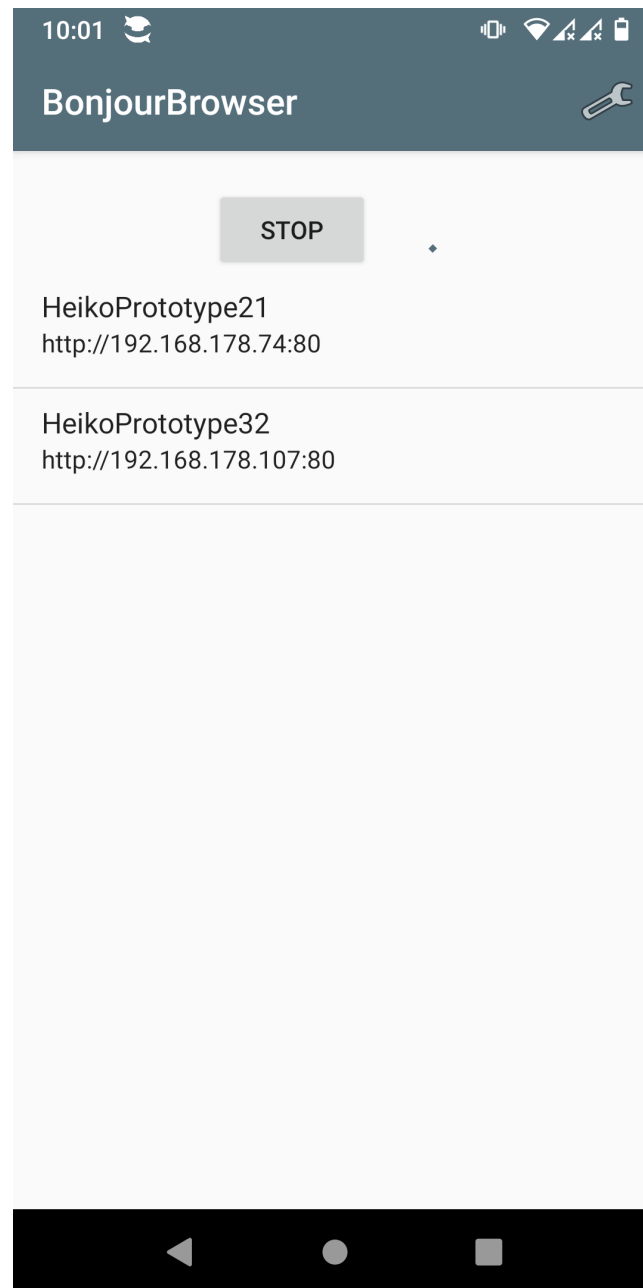 10:01
BonjourBrowser
STOP
HeikoPrototype21
http://192.168.178.74:80
HeikoPrototype32
http://192.168.178.107:80